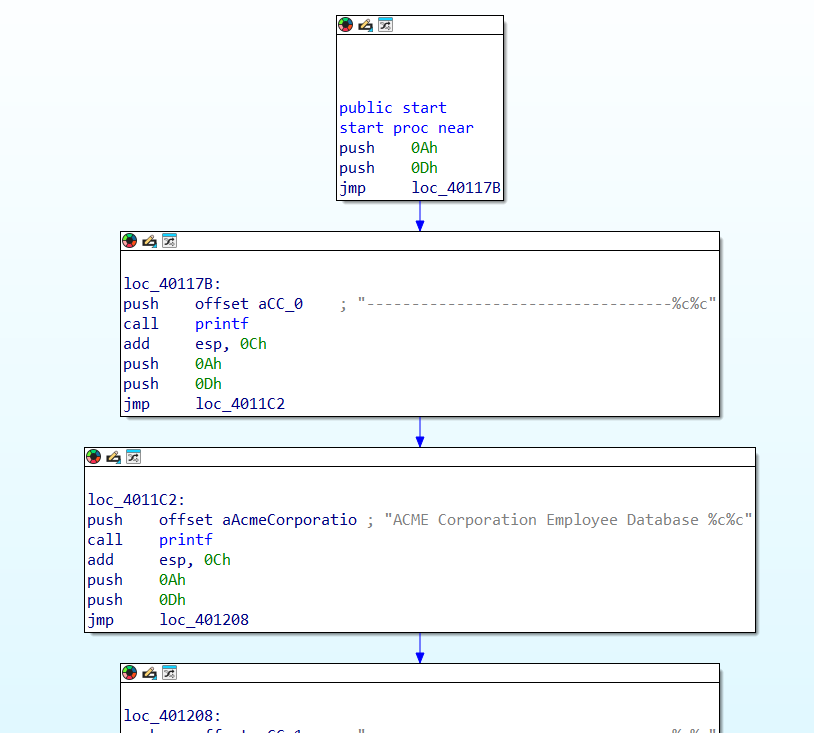 public start
start proc near
push 0Ah
push 0Dh
jmp loc_40117B
loc_40117B:
push offset aCC_0 ; "----------------------------------%c%c"
call printf
add esp, 0Ch
push 0Ah
push 0Dh
jmp loc_4011C2
loc_4011C2:
push offset aAcmeCorporatio ; "ACME Corporation Employee Database %c%c"
call printf
add esp, 0Ch
push 0Ah
push 0Dh
jmp loc_401208
loc_401208: